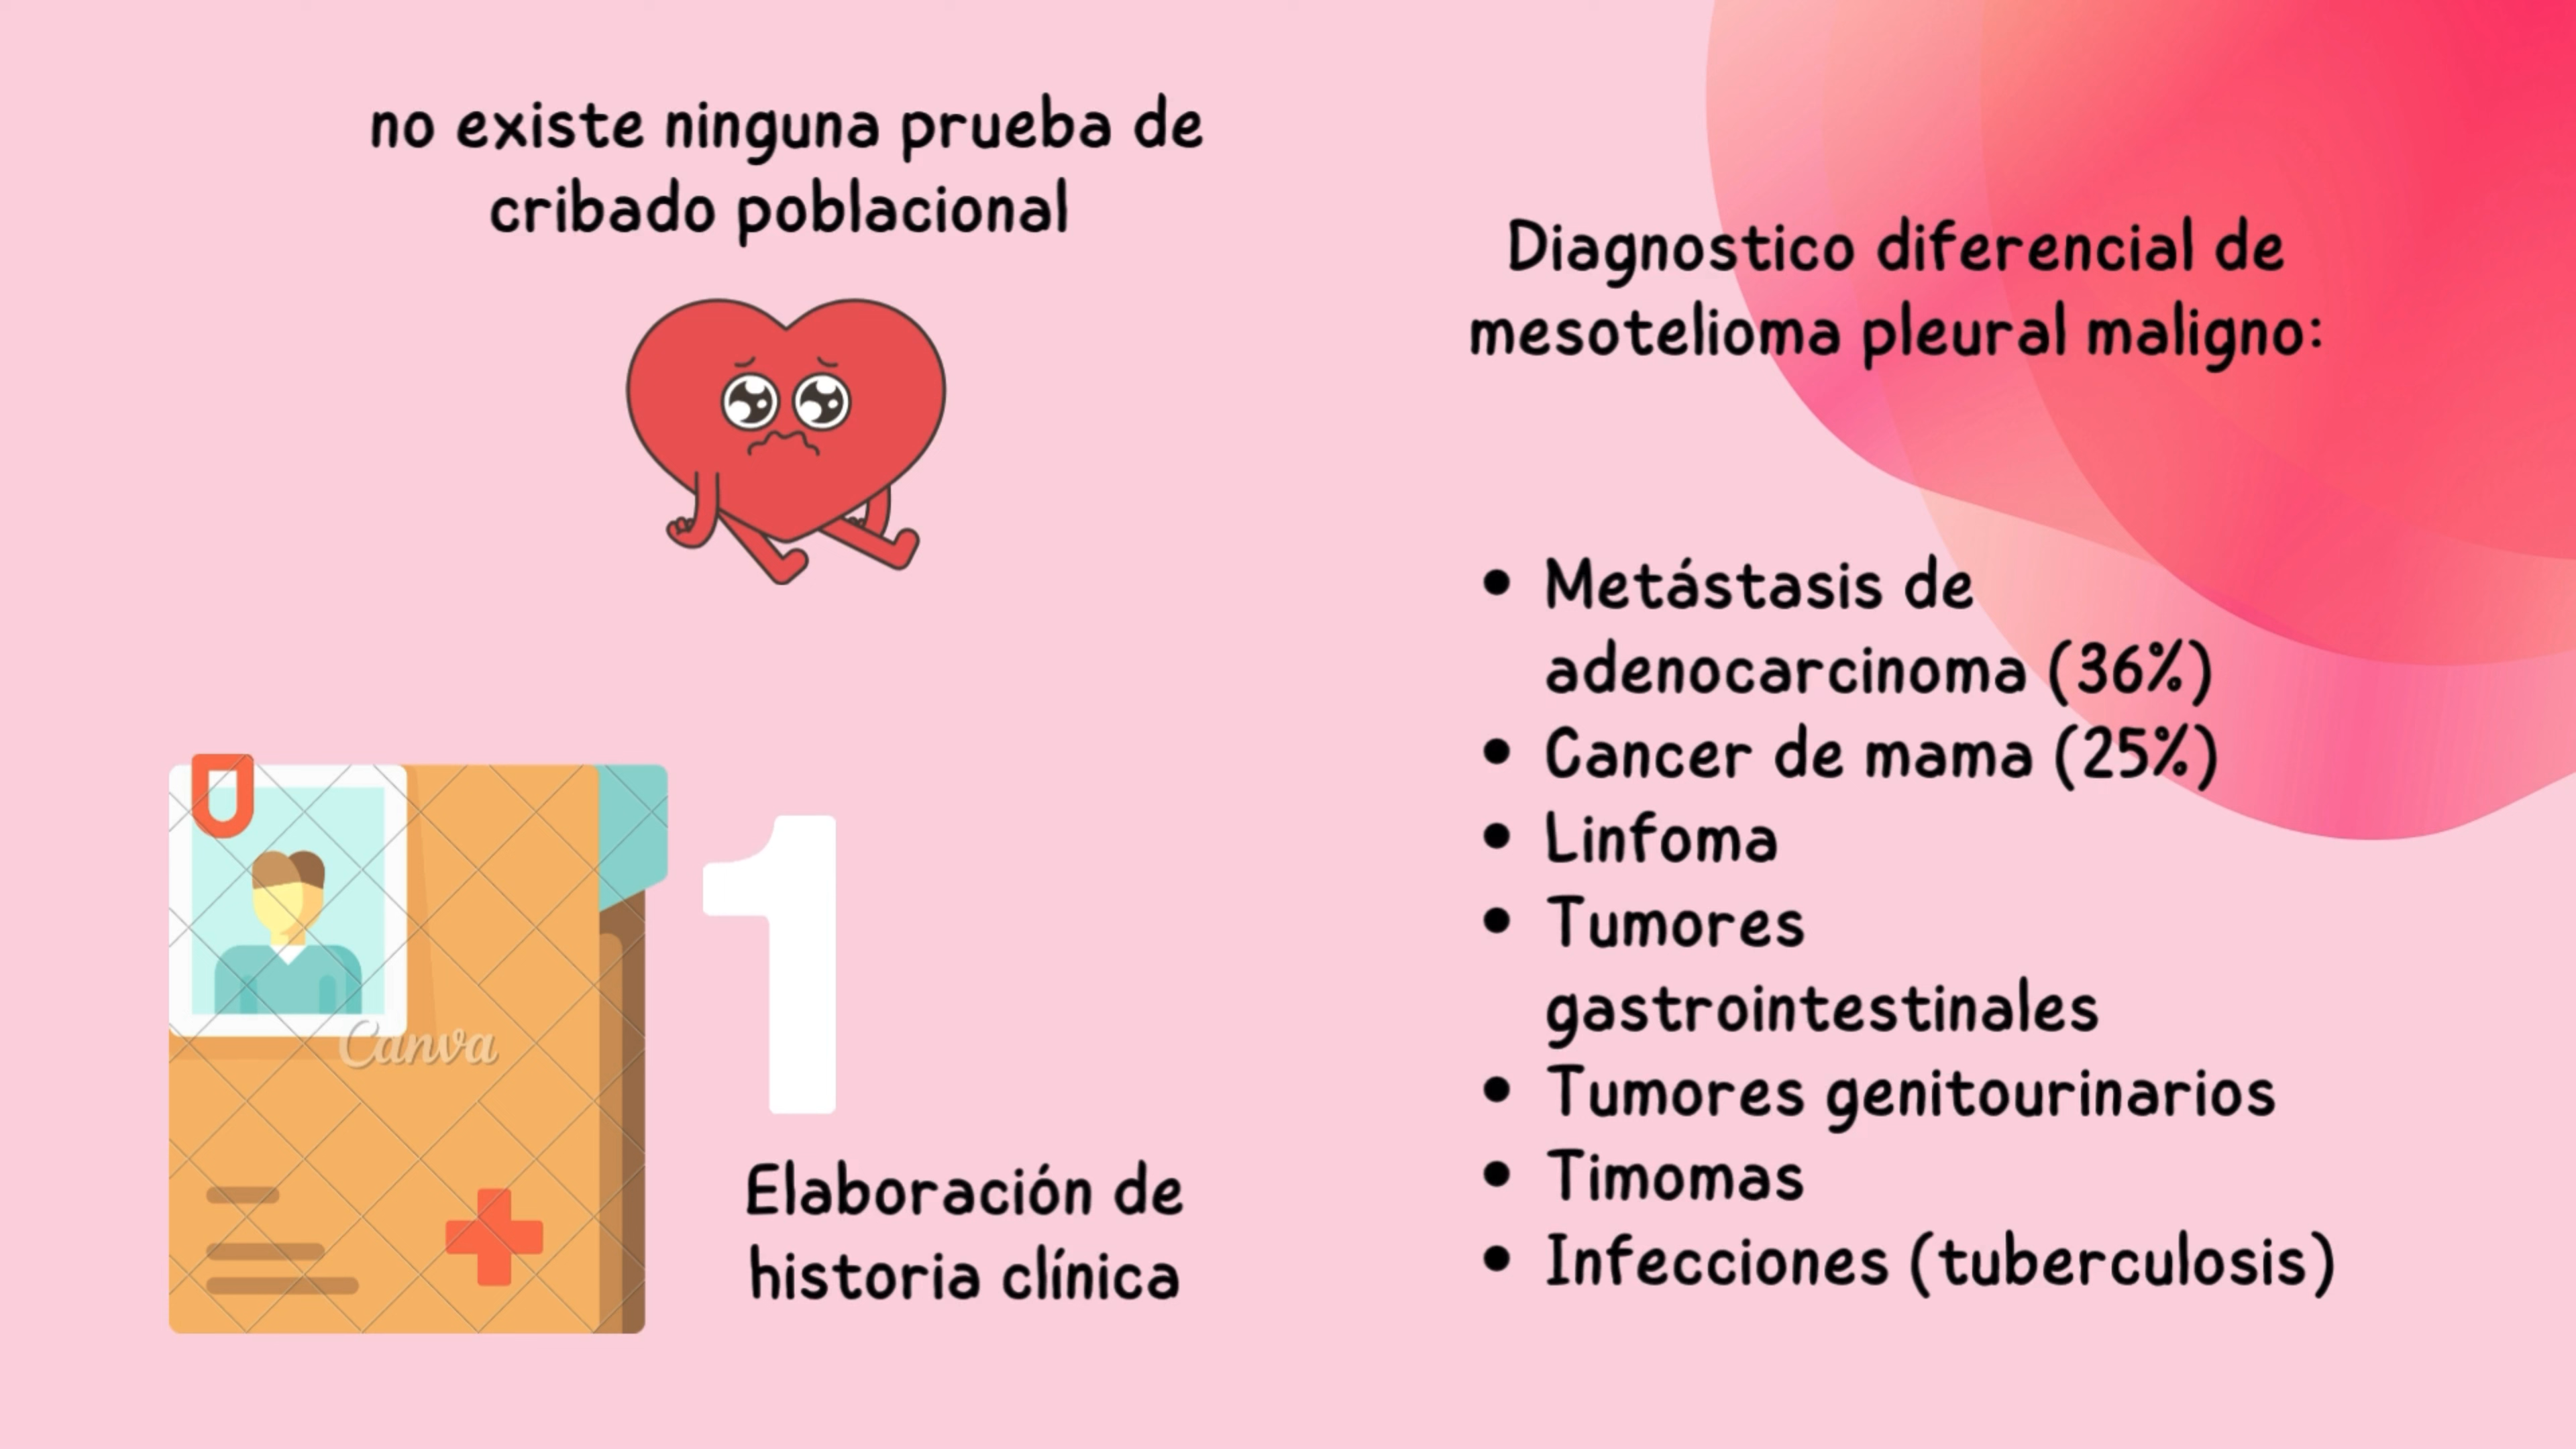 no existe ninguna prueba de
cribado poblacional
Canva
1
Elaboración de
historia clínica
Diagnostico diferencial de
mesotelioma pleural maligno:
• Metástasis de
adenocarcinoma (36%)
• Cancer de mama (25%)
• Linfoma
• Tumores
gastrointestinales
• Tumores genitourinarios
• Timomas
• Infecciones (tuberculosis)